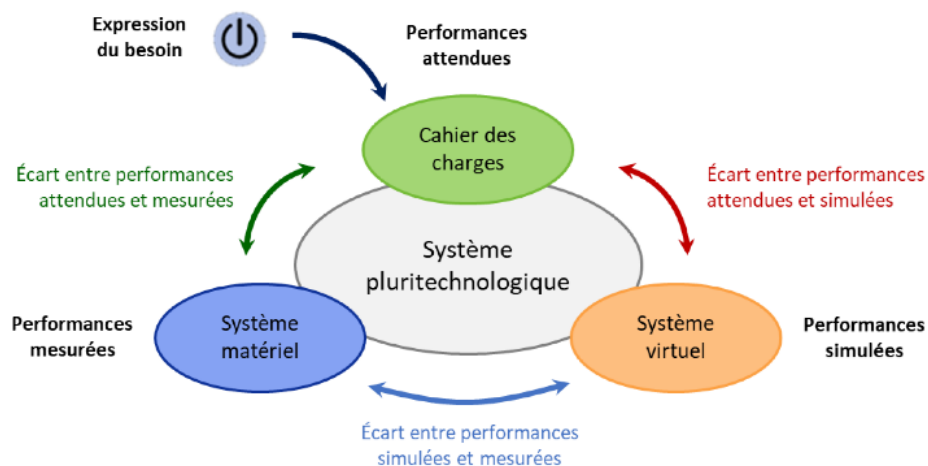 Expression
du besoin
Performances
attendues
Cahier des
charges
Écart entre performances
attendues et mesurées
Écart entre performances
attendues et simulées
Système
pluritechnologique
Performances
mesurées
Système
matériel
Système
virtuel
Performances
simulées
Écart entre performances
simulées et mesurées